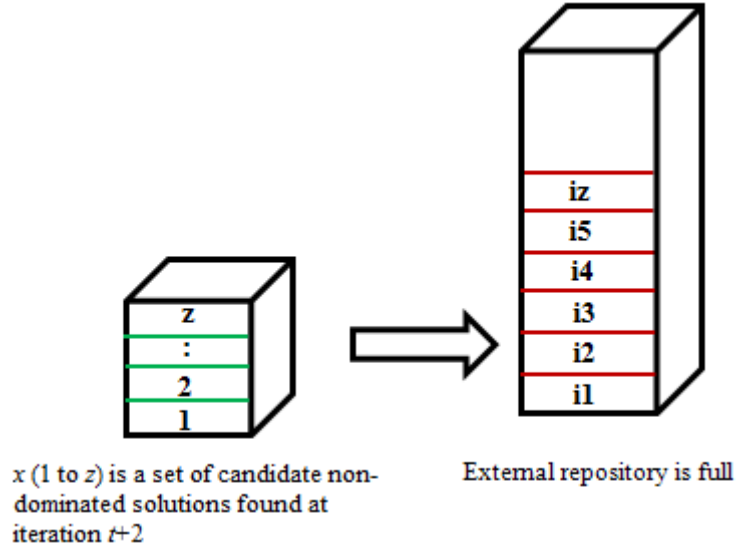 z
:
2
1
iz
i5
i4
i3
i2
i1
x (1 to z) is a set of candidate non-
dominated solutions found at
iteration t+2
External repository is full